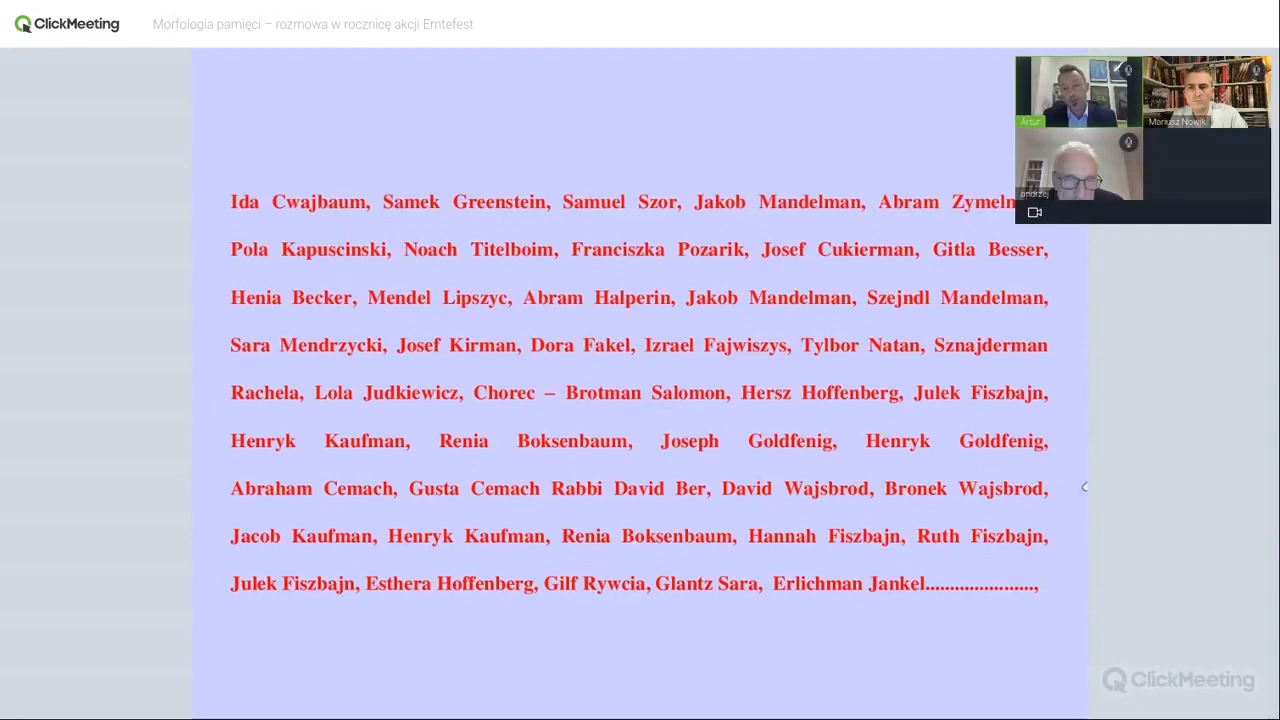 ClickMeeting
Morfologia pamięci – rozmowa w rocznicę akcji Erntefest
Artur
Mariusz Nowik
andrzej
Ida Cwajbaum, Samek Greenstein, Samuel Szor, Jakob Mandelman, Abram
Pola Kapuscinski, Noach Titelboim, Franciszka Pozarik, Josef Cukierman, Gitla Besser,
Henia Becker, Mendel Lipszyc, Abram Halperin, Jakob Mandelman, Szejndl Mandelman,
Sara Mendrzycki, Josef Kirman, Dora Fakel, Izrael Fajwiszys, Tylbor Natan, Sznajderman
Rachela, Lola Judkiewicz, Chorec – Brotman Salomon, Hersz Hoffenberg, Julek Fiszbajn,
Henryk Kaufman, Renia Boksenbaum, Joseph Goldfenig, Henryk Goldfenig,
Abraham Cemach, Gusta Cemach Rabbi David Ber, David Wajsbrod, Bronek Wajsbrod,
Jacob Kaufman, Henryk Kaufman, Renia Boksenbaum, Hannah Fiszbajn, Ruth Fiszbajn,
Julek Fiszbajn, Esthera Hoffenberg, Gilf Rywcia, Glantz Sara, Erlichman Jankel......................,
ClickMeeting